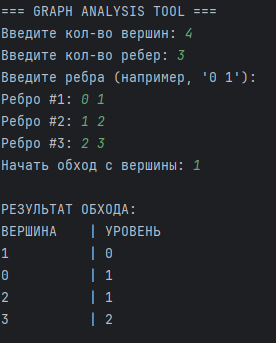 === GRAPH ANALYSIS TOOL ===
Введите кол-во вершин: 4
Введите кол-во ребер: 3
Введите ребра (например, '0 1'):
Ребро #1: 0 1
Ребро #2: 1 2
Ребро #3: 2 3
Начать обход с вершины: 1

РЕЗУЛЬТАТ ОБХОДА:
ВЕРШИНА    | УРОВЕНЬ
1          | 0
0          | 1
2          | 1
3          | 2